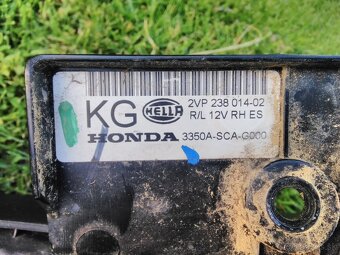 KG HELLA 2VP 238 014-02
R/L 12V RH ES
HONDA 3350A-SCA-G000